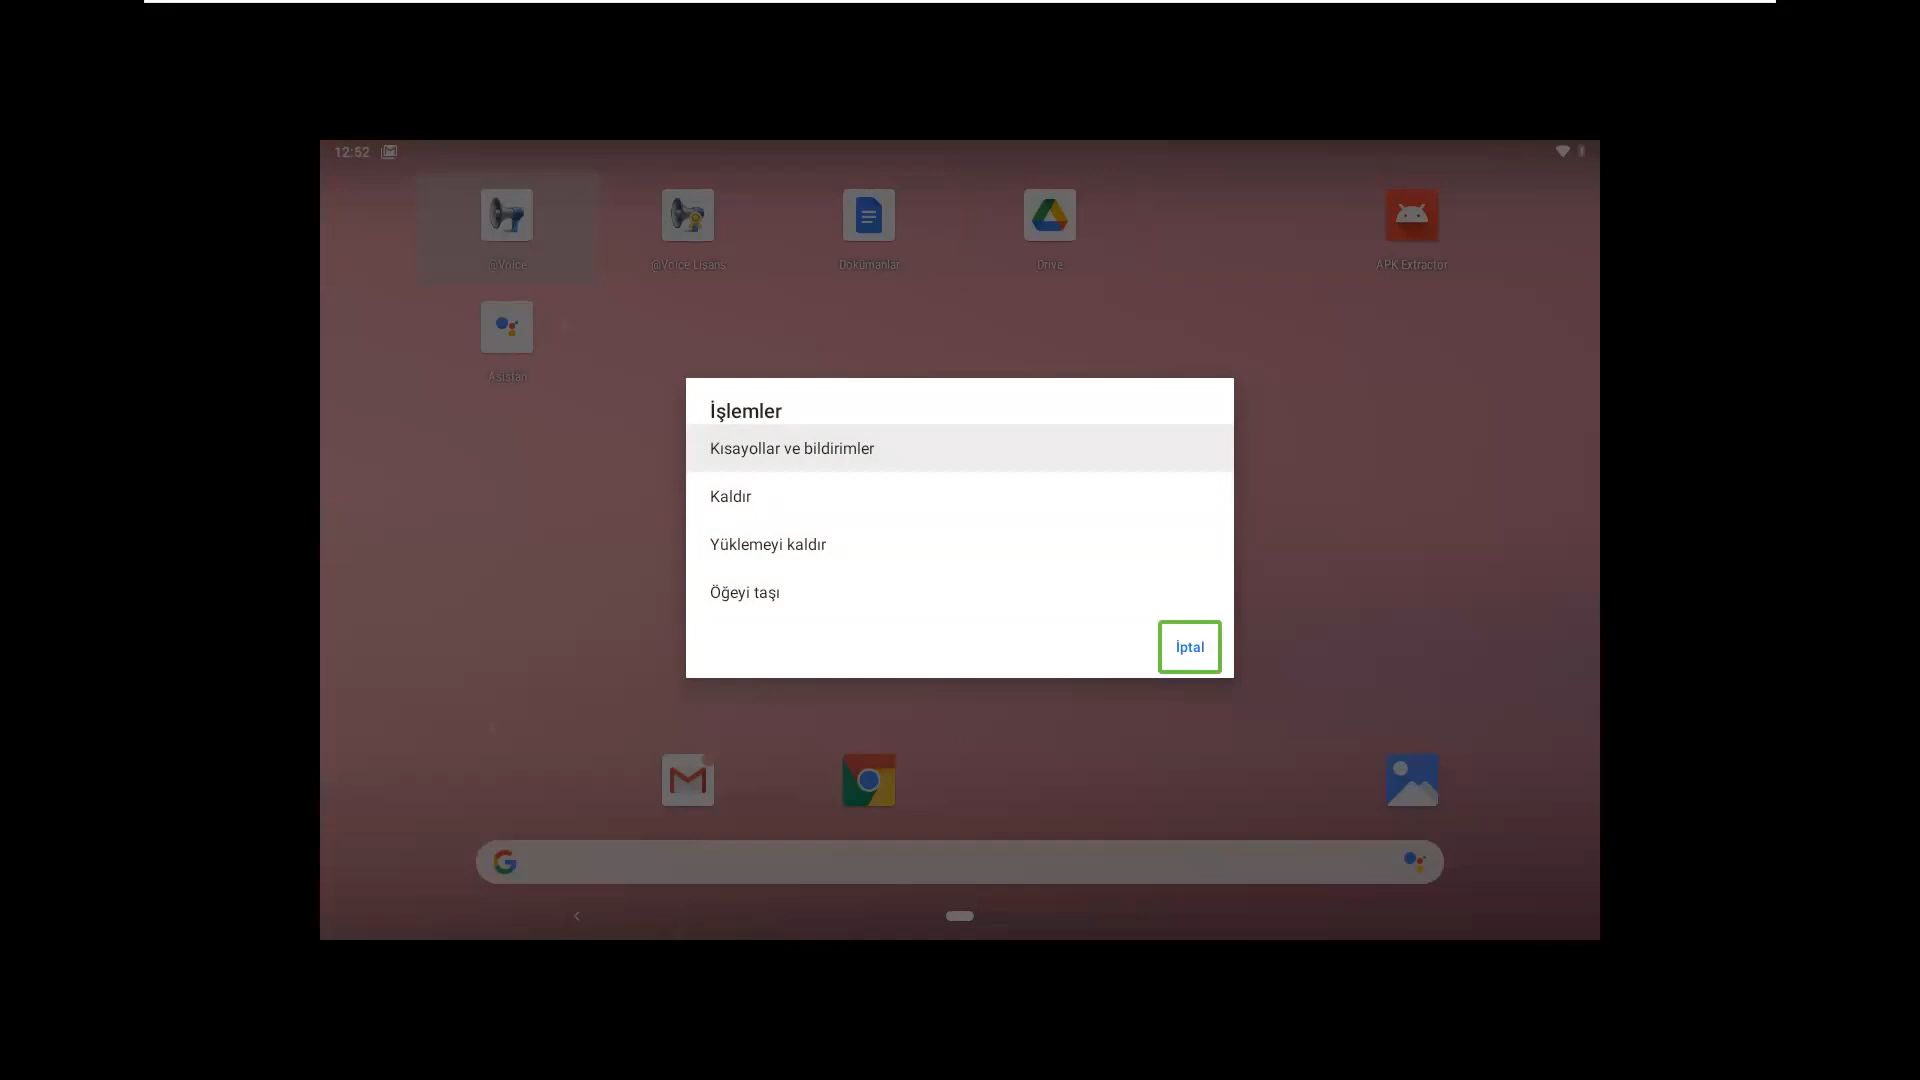 12:52
@Voice
@Voice Lisans
Dokümanlar
Drive
APK Extractor
Asistan
İşlemler
Kısayollar ve bildirimler
Kaldır
Yüklemeyi kaldır
Öğeyi taşı
İptal